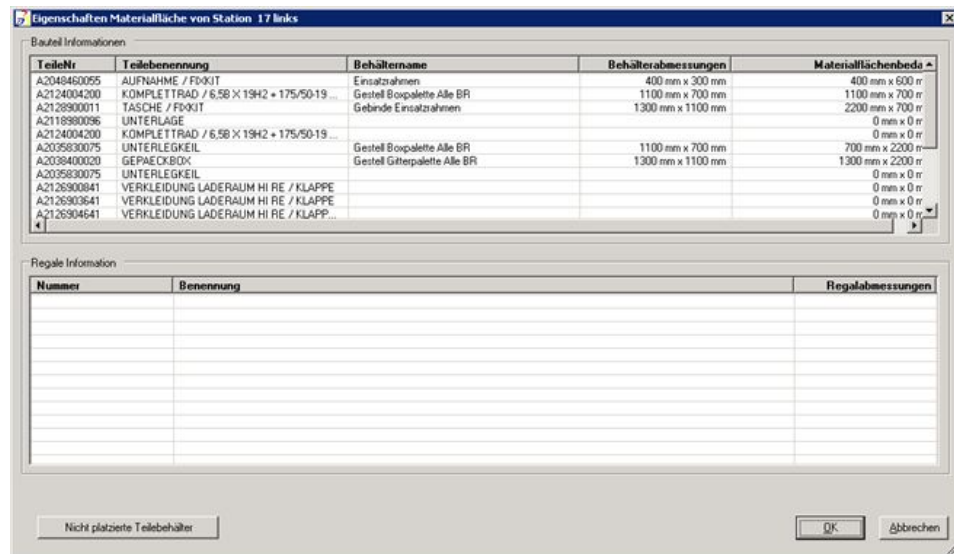 Eigenschaften Materialfläche von Station 17 links
Bauteil Informationen
TeileNr Teilebenennung Behältername Behälterabmessungen Materialflächenbeda
A2048460055 AUFNAHME / FIXKIT Einsatzrahmen 400 mm x 300 mm 400 mm x 600 m
A2124004200 KOMPLETTRAD / 6,5B X 19H2 + 175/50-19 ... Gestell Boxpalette Alle BR 1100 mm x 700 mm 1100 mm x 700 m
A2128900011 TASCHE / FIXKIT Gebinde Einsatzrahmen 1300 mm x 1100 mm 2200 mm x 700 m
A2118980096 UNTERLAGE 0 mm x 0 m
A2124004200 KOMPLETTRAD / 6,5B X 19H2 + 175/50-19 ... 0 mm x 0 m
A2035830075 UNTERLEGKEIL Gestell Boxpalette Alle BR 1100 mm x 700 mm 700 mm x 2200 m
A2038400020 GEPAECKBOX Gestell Gitterpalette Alle BR 1300 mm x 1100 mm 1300 mm x 2200 m
A2035830075 UNTERLEGKEIL 0 mm x 0 m
A2126900841 VERKLEIDUNG LADERAUM HI RE / KLAPPE 0 mm x 0 m
A2126903641 VERKLEIDUNG LADERAUM HI RE / KLAPPE 0 mm x 0 m
A2126904641 VERKLEIDUNG LADERAUM HI RE / KLAPP... 0 mm x 0 m
Regale Information
Nummer Benennung Regalabmessungen
Nicht platzierte Teilebehälter OK Abbrechen